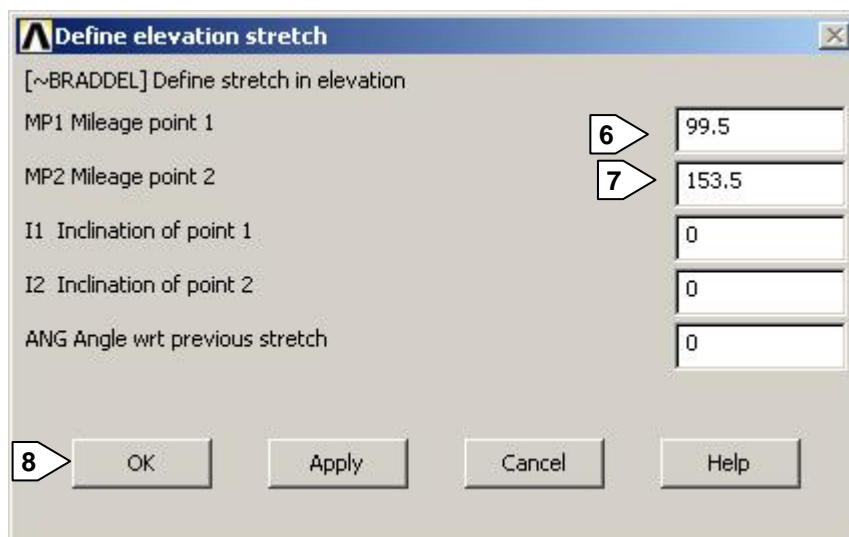 Define elevation stretch
[~BRADDEL] Define stretch in elevation
MP1 Mileage point 1 6 99.5
MP2 Mileage point 2 7 153.5
I1 Inclination of point 1 0
I2 Inclination of point 2 0
ANG Angle wrt previous stretch 0
8 OK Apply Cancel Help